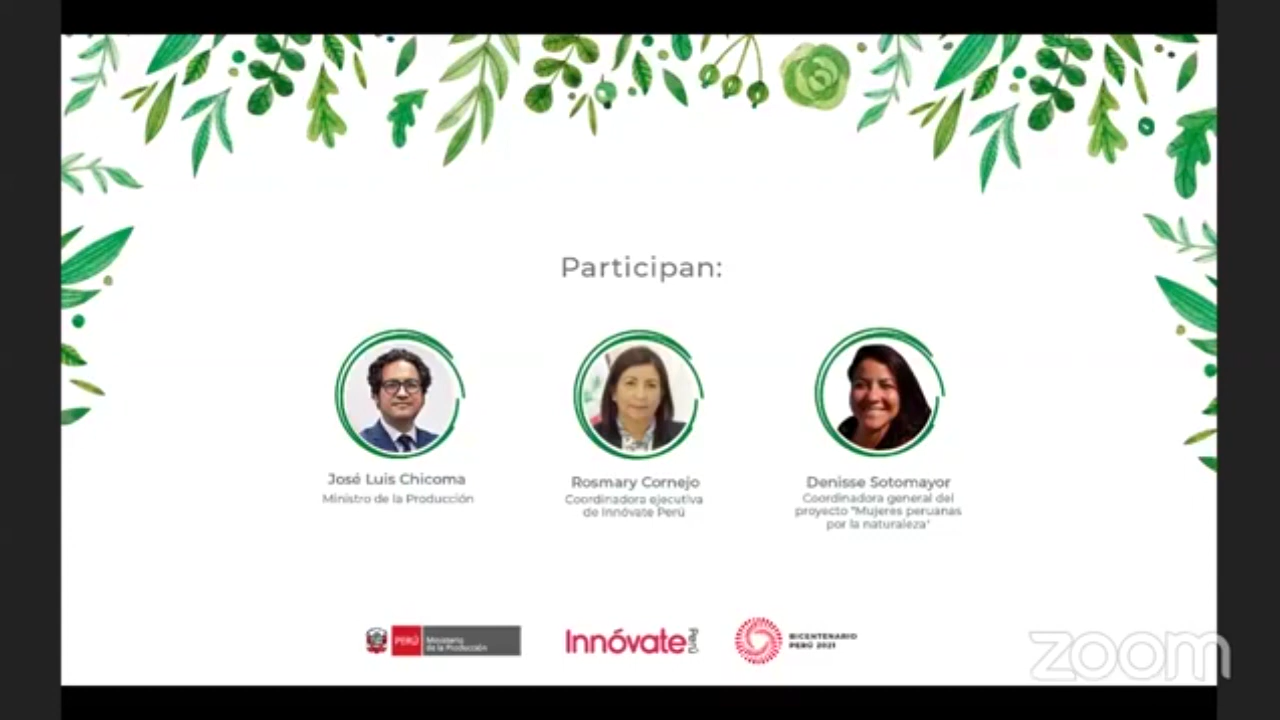 Participan:
José Luis Chicoma
Ministro de la Producción
Rosmary Cornejo
Coordinadora ejecutiva
de Innóvate Perú
Denisse Sotomayor
Coordinadora general del
proyecto "Mujeres peruanas
por la naturaleza"
PERÚ
Ministerio
de la Producción
Innóvate Perú
BICENTENARIO
PERÚ 2021
zoom